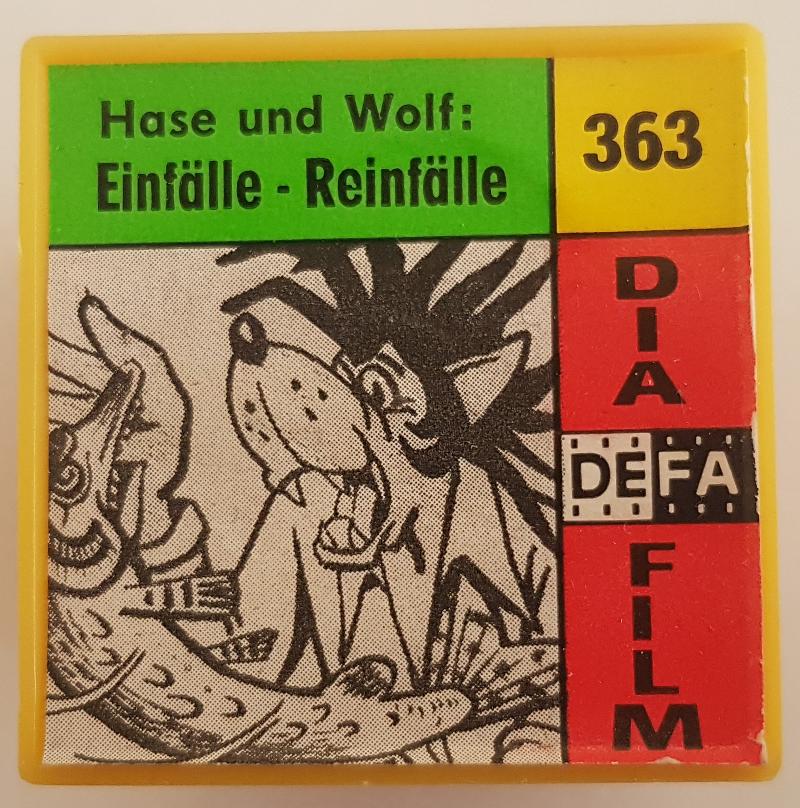 Hase und Wolf:
Einfälle - Reinfälle
363
DIA
DEFA
FILM